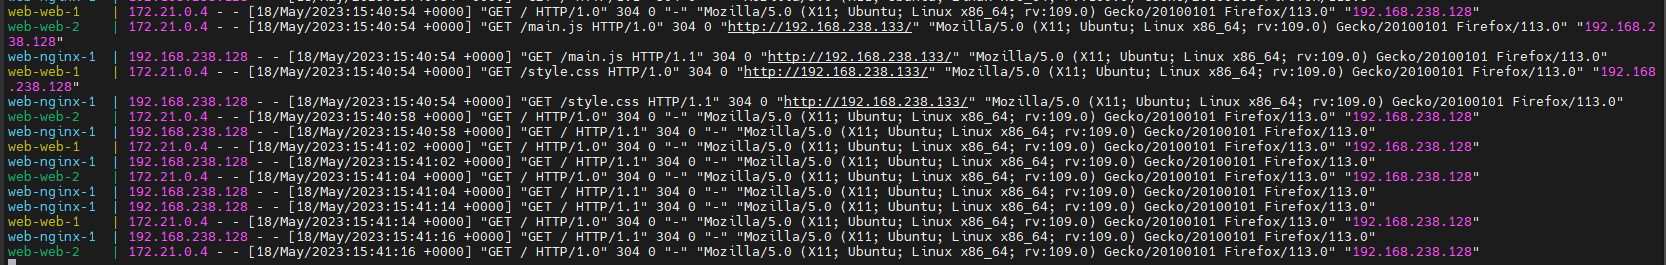 web-web-1    | 172.21.0.4 - - [18/May/2023:15:40:54 +0000] "GET / HTTP/1.0" 304 0 "-" "Mozilla/5.0 (X11; Ubuntu; Linux x86_64; rv:109.0) Gecko/20100101 Firefox/113.0" "192.168.238.128"
web-web-2    | 172.21.0.4 - - [18/May/2023:15:40:54 +0000] "GET /main.js HTTP/1.0" 304 0 "http://192.168.238.133/" "Mozilla/5.0 (X11; Ubuntu; Linux x86_64; rv:109.0) Gecko/20100101 Firefox/113.0" "192.168.2
38.128"
web-nginx-1  | 192.168.238.128 - - [18/May/2023:15:40:54 +0000] "GET /main.js HTTP/1.1" 304 0 "http://192.168.238.133/" "Mozilla/5.0 (X11; Ubuntu; Linux x86_64; rv:109.0) Gecko/20100101 Firefox/113.0"
web-web-1    | 172.21.0.4 - - [18/May/2023:15:40:54 +0000] "GET /style.css HTTP/1.0" 304 0 "http://192.168.238.133/" "Mozilla/5.0 (X11; Ubuntu; Linux x86_64; rv:109.0) Gecko/20100101 Firefox/113.0" "192.168
.238.128"
web-nginx-1  | 192.168.238.128 - - [18/May/2023:15:40:54 +0000] "GET /style.css HTTP/1.1" 304 0 "http://192.168.238.133/" "Mozilla/5.0 (X11; Ubuntu; Linux x86_64; rv:109.0) Gecko/20100101 Firefox/113.0"
web-web-2    | 172.21.0.4 - - [18/May/2023:15:40:58 +0000] "GET / HTTP/1.0" 304 0 "-" "Mozilla/5.0 (X11; Ubuntu; Linux x86_64; rv:109.0) Gecko/20100101 Firefox/113.0" "192.168.238.128"
web-nginx-1  | 192.168.238.128 - - [18/May/2023:15:40:58 +0000] "GET / HTTP/1.1" 304 0 "-" "Mozilla/5.0 (X11; Ubuntu; Linux x86_64; rv:109.0) Gecko/20100101 Firefox/113.0"
web-web-1    | 172.21.0.4 - - [18/May/2023:15:41:02 +0000] "GET / HTTP/1.0" 304 0 "-" "Mozilla/5.0 (X11; Ubuntu; Linux x86_64; rv:109.0) Gecko/20100101 Firefox/113.0" "192.168.238.128"
web-nginx-1  | 192.168.238.128 - - [18/May/2023:15:41:02 +0000] "GET / HTTP/1.1" 304 0 "-" "Mozilla/5.0 (X11; Ubuntu; Linux x86_64; rv:109.0) Gecko/20100101 Firefox/113.0"
web-web-2    | 172.21.0.4 - - [18/May/2023:15:41:04 +0000] "GET / HTTP/1.0" 304 0 "-" "Mozilla/5.0 (X11; Ubuntu; Linux x86_64; rv:109.0) Gecko/20100101 Firefox/113.0" "192.168.238.128"
web-nginx-1  | 192.168.238.128 - - [18/May/2023:15:41:04 +0000] "GET / HTTP/1.1" 304 0 "-" "Mozilla/5.0 (X11; Ubuntu; Linux x86_64; rv:109.0) Gecko/20100101 Firefox/113.0"
web-nginx-1  | 192.168.238.128 - - [18/May/2023:15:41:14 +0000] "GET / HTTP/1.1" 304 0 "-" "Mozilla/5.0 (X11; Ubuntu; Linux x86_64; rv:109.0) Gecko/20100101 Firefox/113.0"
web-web-1    | 172.21.0.4 - - [18/May/2023:15:41:14 +0000] "GET / HTTP/1.0" 304 0 "-" "Mozilla/5.0 (X11; Ubuntu; Linux x86_64; rv:109.0) Gecko/20100101 Firefox/113.0" "192.168.238.128"
web-nginx-1  | 192.168.238.128 - - [18/May/2023:15:41:16 +0000] "GET / HTTP/1.1" 304 0 "-" "Mozilla/5.0 (X11; Ubuntu; Linux x86_64; rv:109.0) Gecko/20100101 Firefox/113.0"
web-web-2    | 172.21.0.4 - - [18/May/2023:15:41:16 +0000] "GET / HTTP/1.0" 304 0 "-" "Mozilla/5.0 (X11; Ubuntu; Linux x86_64; rv:109.0) Gecko/20100101 Firefox/113.0" "192.168.238.128"